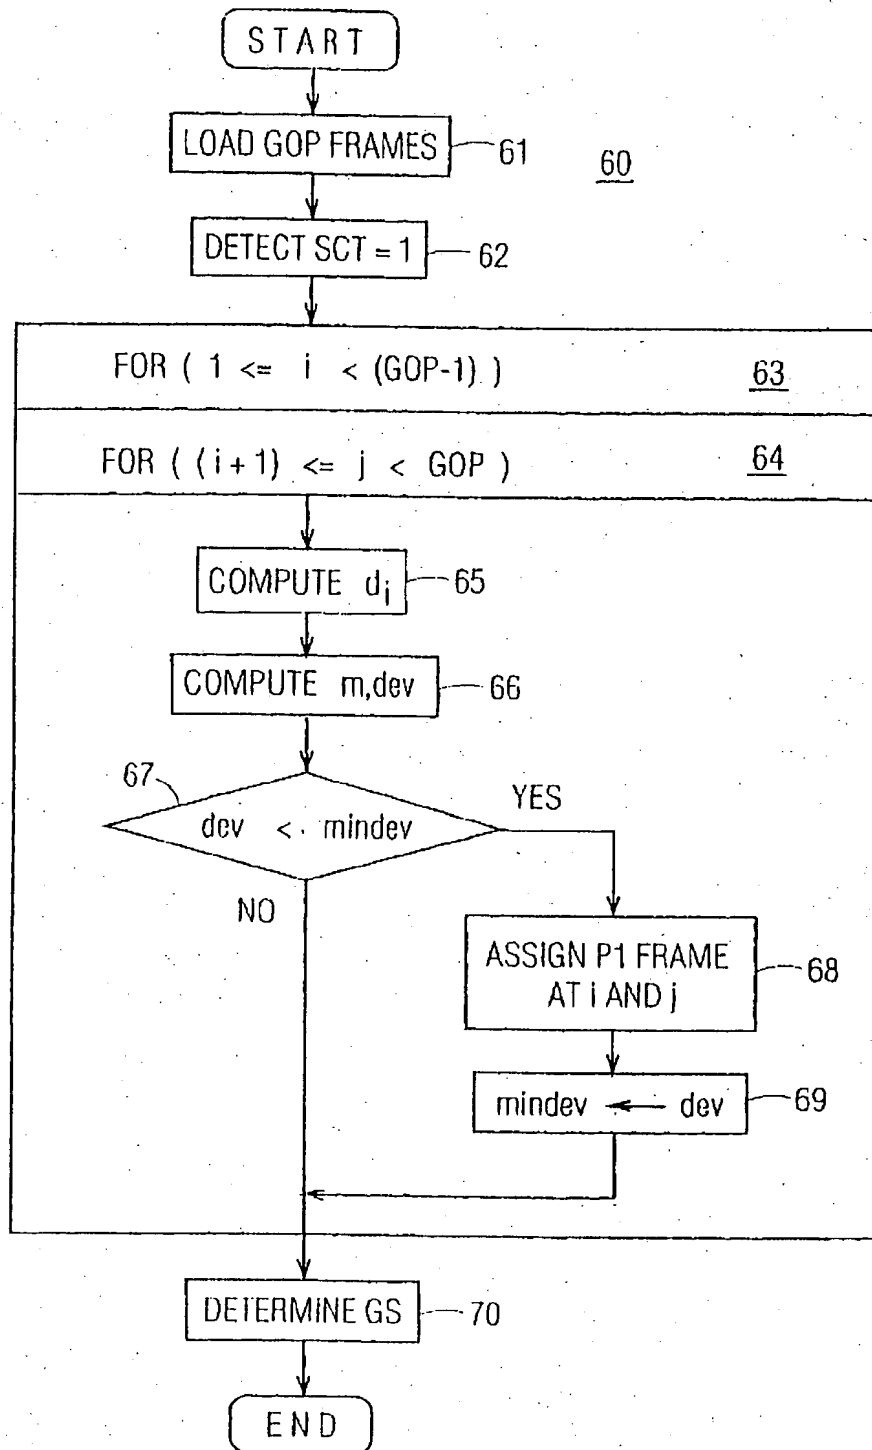 START
LOAD GOP FRAMES
61
60
DETECT SCT = 1
62
FOR ( 1 <= i < (GOP-1) )
63
FOR ( (i+1) <= j < GOP )
64
COMPUTE di
65
COMPUTE m,dev
66
67
dev < mindev
YES
NO
ASSIGN P1 FRAME
AT i AND j
68
mindev ← dev
69
DETERMINE GS
70
END